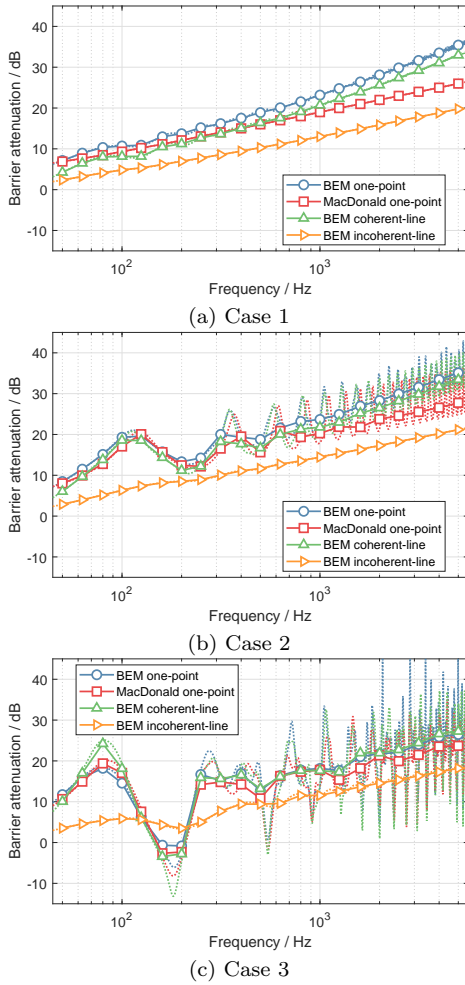 40
30
20
10
0
-10
Barrier attenuation / dB
BEM one-point
MacDonald one-point
BEM coherent-line
BEM incoherent-line
10²
10³
Frequency / Hz
(a) Case 1
40
30
20
10
0
-10
Barrier attenuation / dB
BEM one-point
MacDonald one-point
BEM coherent-line
BEM incoherent-line
10²
10³
Frequency / Hz
(b) Case 2
BEM one-point
MacDonald one-point
BEM coherent-line
BEM incoherent-line
40
30
20
10
0
-10
Barrier attenuation / dB
10²
10³
Frequency / Hz
(c) Case 3